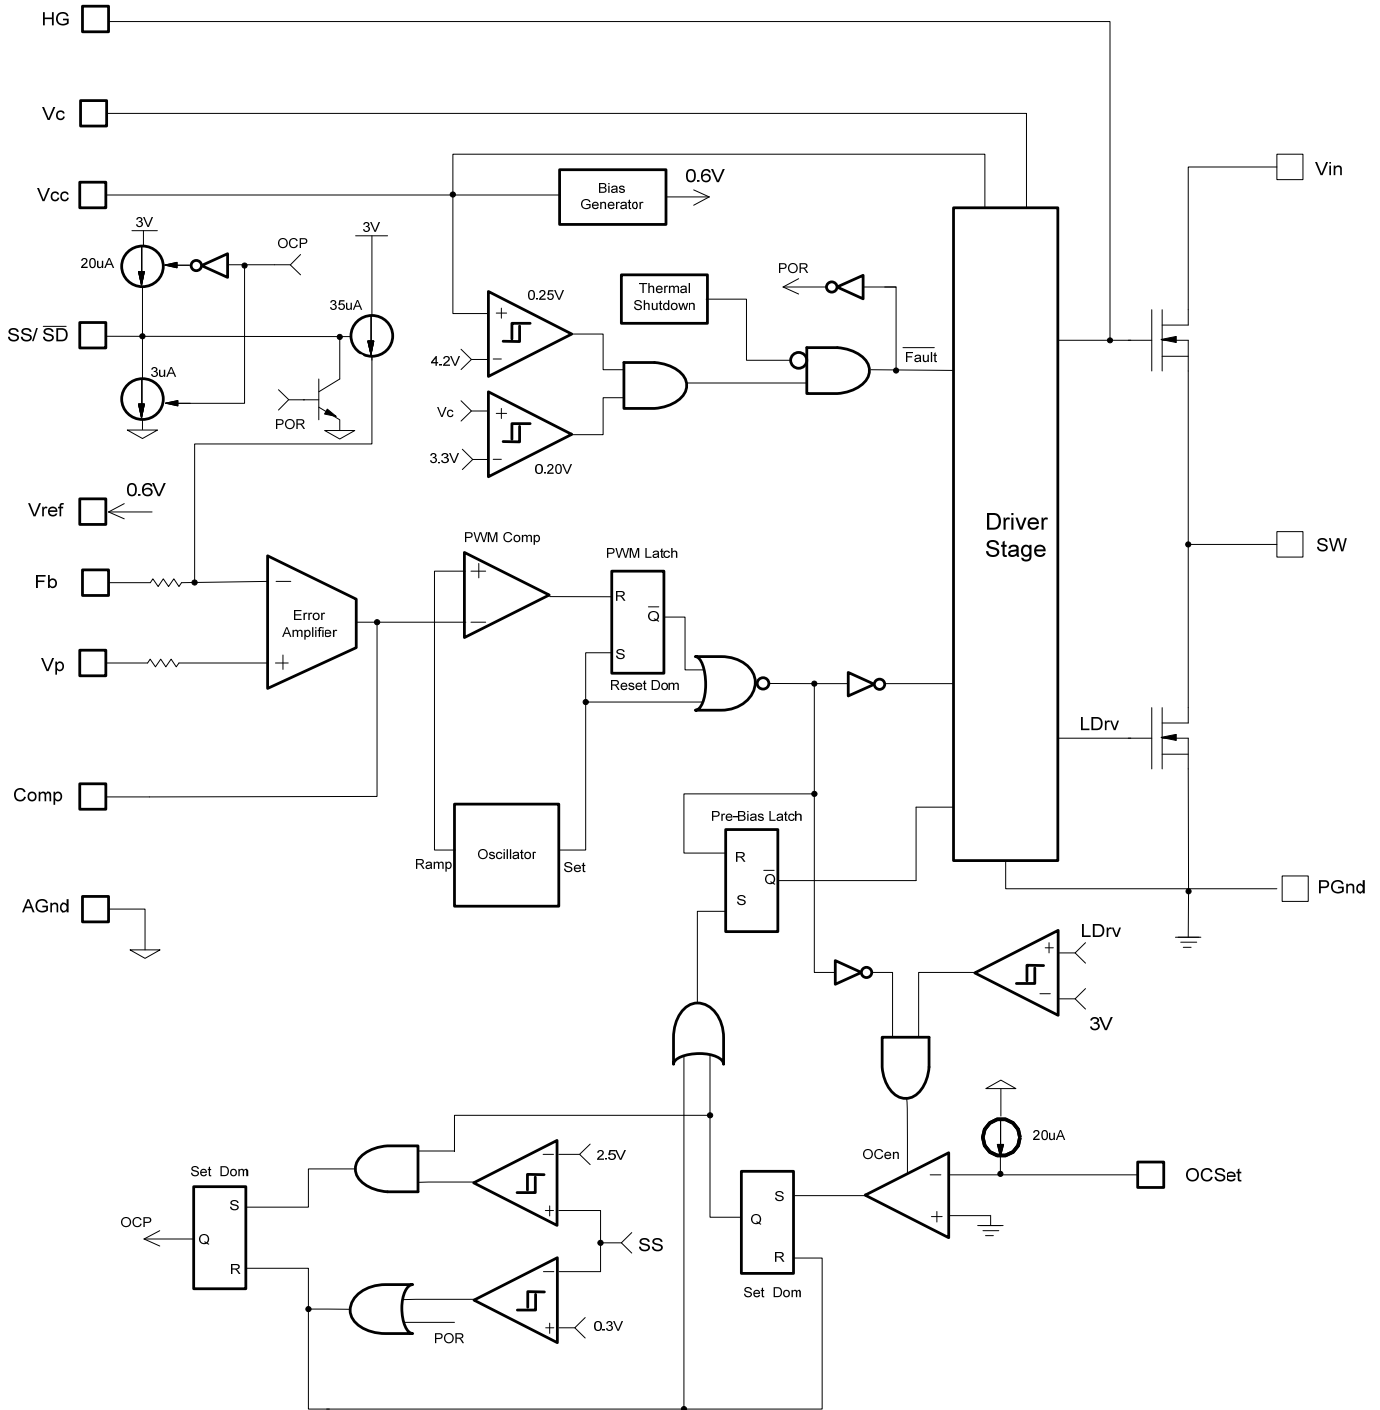 HG
Vc
Vin
Vcc
Bias
Generator
0.6V
3V
3V
20uA
OCP
35uA
SS/ SD
3uA
POR
0.25V
4.2V
Vc
3.3V
0.20V
Thermal
Shutdown
POR
Fault
Vref
0.6V
Driver
Stage
SW
PWM Comp
+
−
PWM Latch
R
Q
S
Reset Dom
Fb
−
Error
Amplifier
+
Vp
LDrv
Comp
Ramp
Oscillator
Set
Pre-Bias Latch
R
Q
S
AGnd
PGnd
LDrv
+
−
3V
20uA
OCen
−
+
OCSet
Set Dom
S
Q
R
OCP
2.5V
−
+
SS
−
+
0.3V
POR
S
Q
R
Set Dom
+
−
+
−